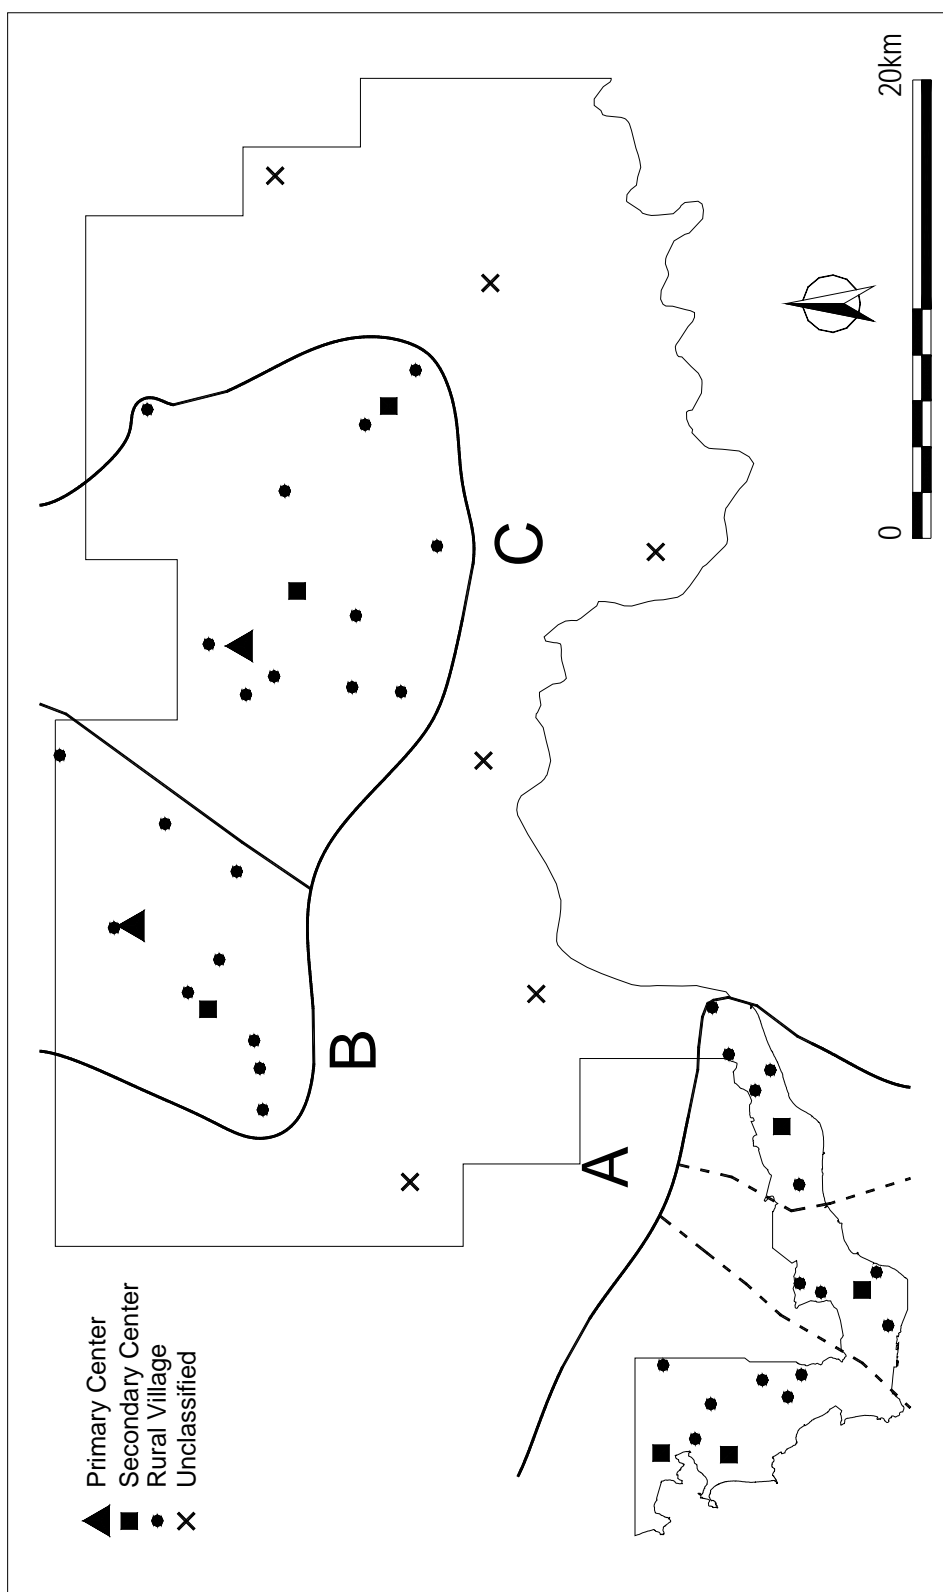 Primary Center
Secondary Center
Rural Village
Unclassified
A
B
C
0
20km